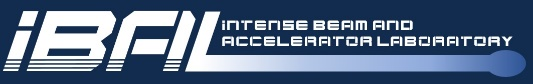 iBAL
INTENSE BEAM AND
ACCELERATOR LABORATORY